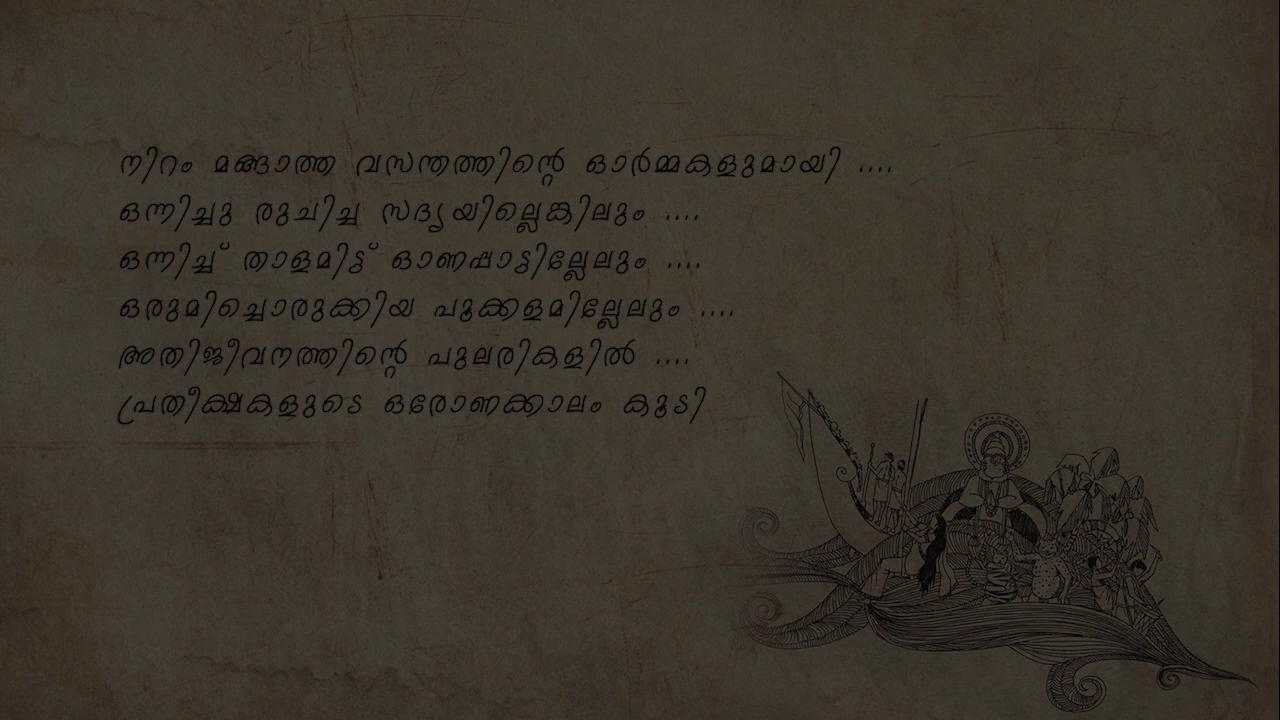 നിറം മങ്ങാത്ത വസന്തത്തിന്റെ ഓർമ്മകളുമായി ....
ഒന്നിച്ചു രുചിച്ച സദ്യയില്ലെങ്കിലും ....
ഒന്നിച്ച് താളമിട്ട് ഓണപ്പാട്ടില്ലേലും ....
ഒരുമിച്ചൊരുക്കിയ പൂക്കളമില്ലേലും ....
അതിജീവനത്തിന്റെ പുലരികളിൽ ....
പ്രതീക്ഷകളുടെ ഒരോണക്കാലം കൂടി